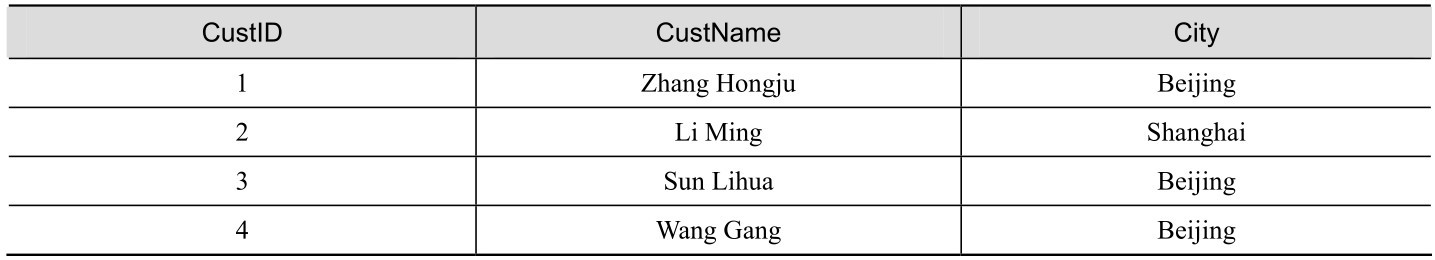 CustID CustName City
1 Zhang Hongju Beijing
2 Li Ming Shanghai
3 Sun Lihua Beijing
4 Wang Gang Beijing